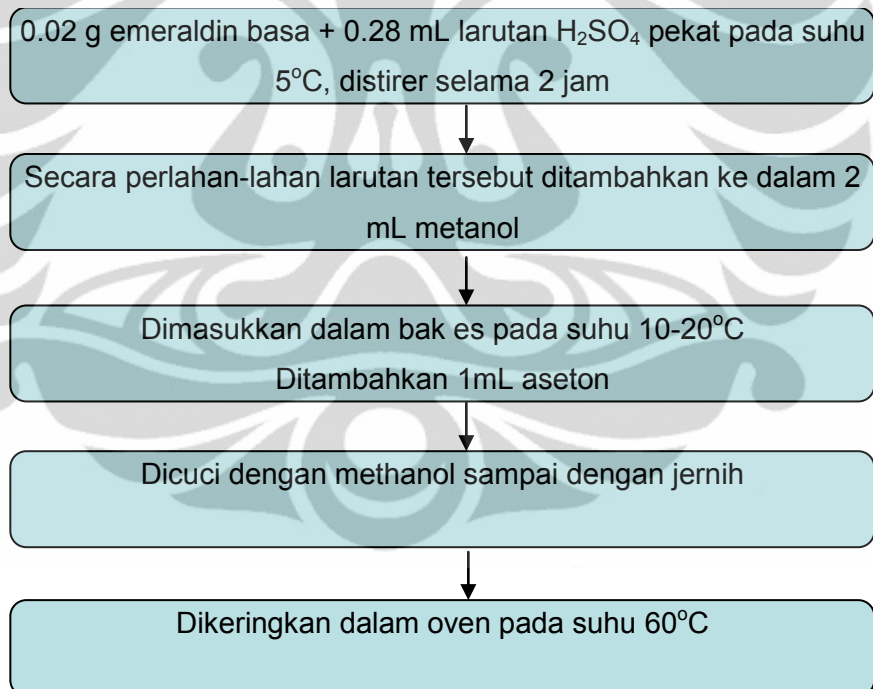 0.02 g emeraldin basa + 0.28 mL larutan H₂SO₄ pekat pada suhu
5°C, distirer selama 2 jam
Secara perlahan-lahan larutan tersebut ditambahkan ke dalam 2
mL metanol
Dimasukkan dalam bak es pada suhu 10-20°C
Ditambahkan 1mL aseton
Dicuci dengan methanol sampai dengan jernih
Dikeringkan dalam oven pada suhu 60°C